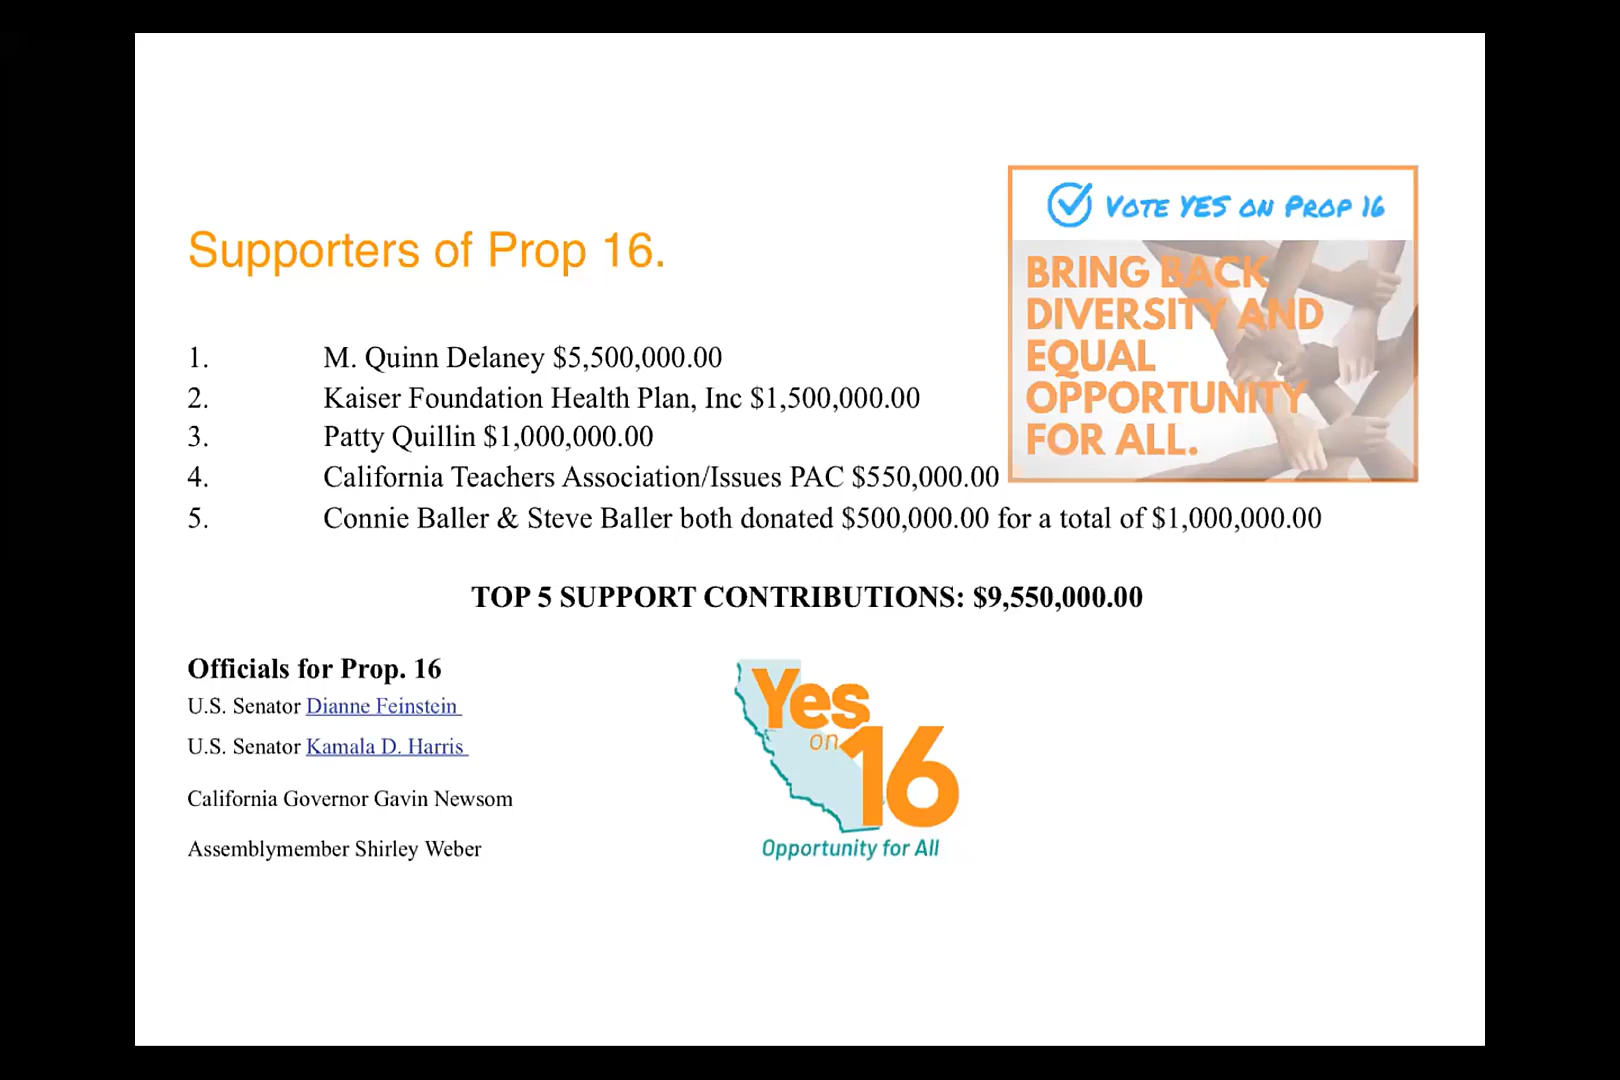 Supporters of Prop 16.
VOTE YES ON PROP 16
BRING BACK
DIVERSITY AND
EQUAL
OPPORTUNITY
FOR ALL.
1. M. Quinn Delaney $5,500,000.00
2. Kaiser Foundation Health Plan, Inc $1,500,000.00
3. Patty Quillin $1,000,000.00
4. California Teachers Association/Issues PAC $550,000.00
5. Connie Baller & Steve Baller both donated $500,000.00 for a total of $1,000,000.00
TOP 5 SUPPORT CONTRIBUTIONS: $9,550,000.00
Officials for Prop. 16
U.S. Senator Dianne Feinstein
U.S. Senator Kamala D. Harris
California Governor Gavin Newsom
Assemblymember Shirley Weber
Yes
on 16
Opportunity for All